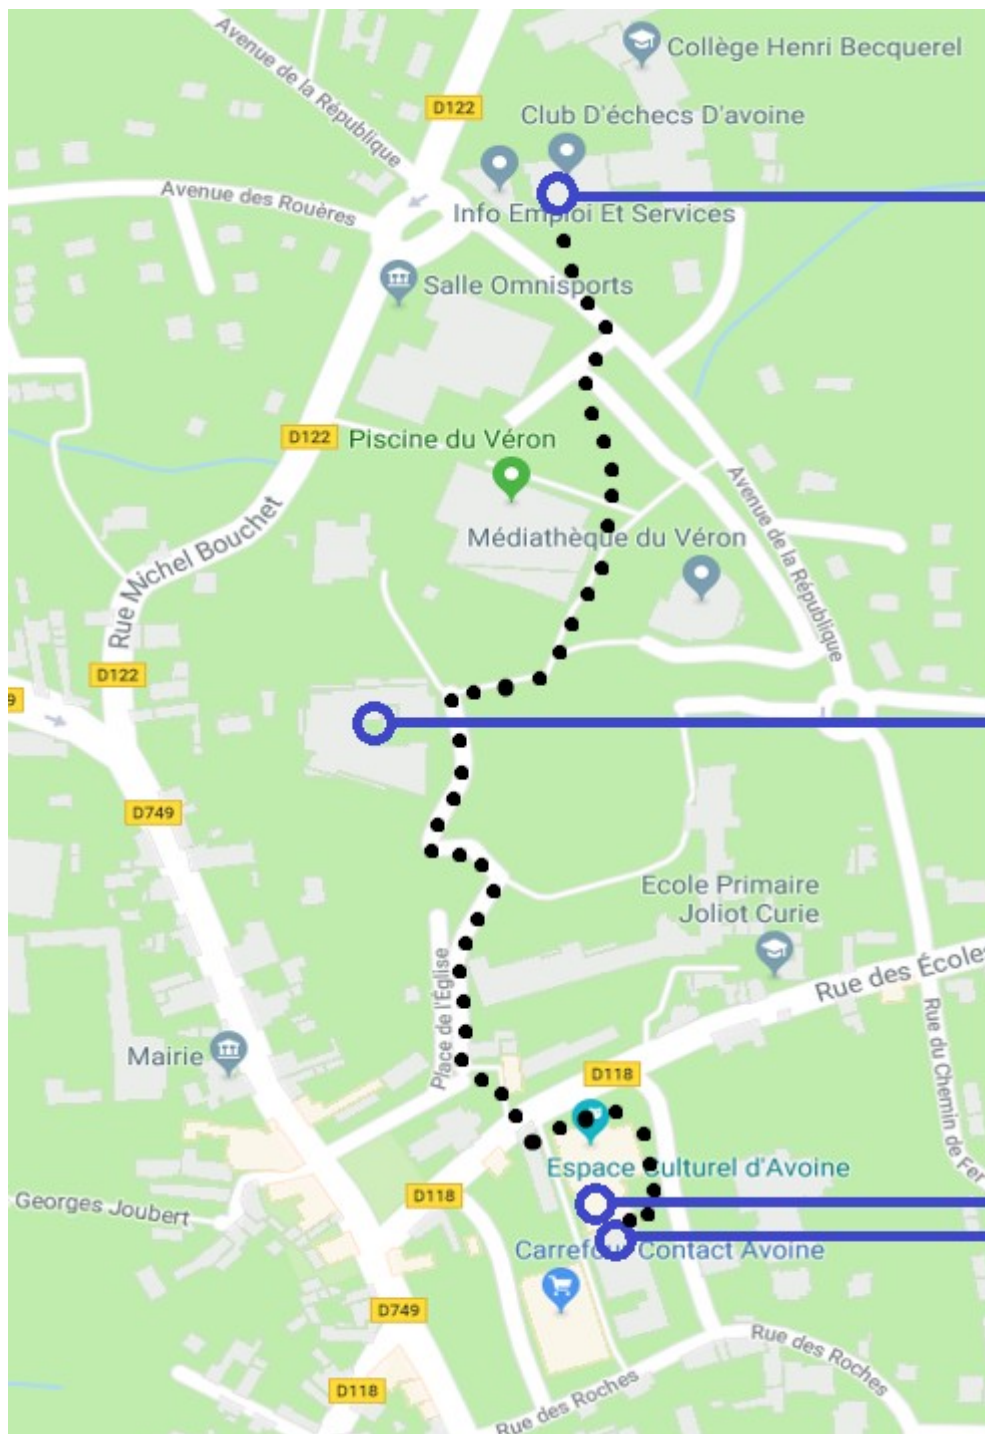 Collège Henri Becquerel
Avenue de la République
D122
Club D'échecs D'avoine
Avenue des Rouères
Info Emploi Et Services
Salle Omnisports
D122
Piscine du Véron
Avenue de la République
Rue Michel Bouchet
Médiathèque du Véron
D122
9
D749
Ecole Primaire
Joliot Curie
Place de l'Église
Rue des Écoles
Rue du Chemin de Fer
Mairie
D118
Espace Culturel d'Avoine
Georges Joubert
D118
Carrefour Contact Avoine
D749
Rue des Roches
D118
Rue des Roches